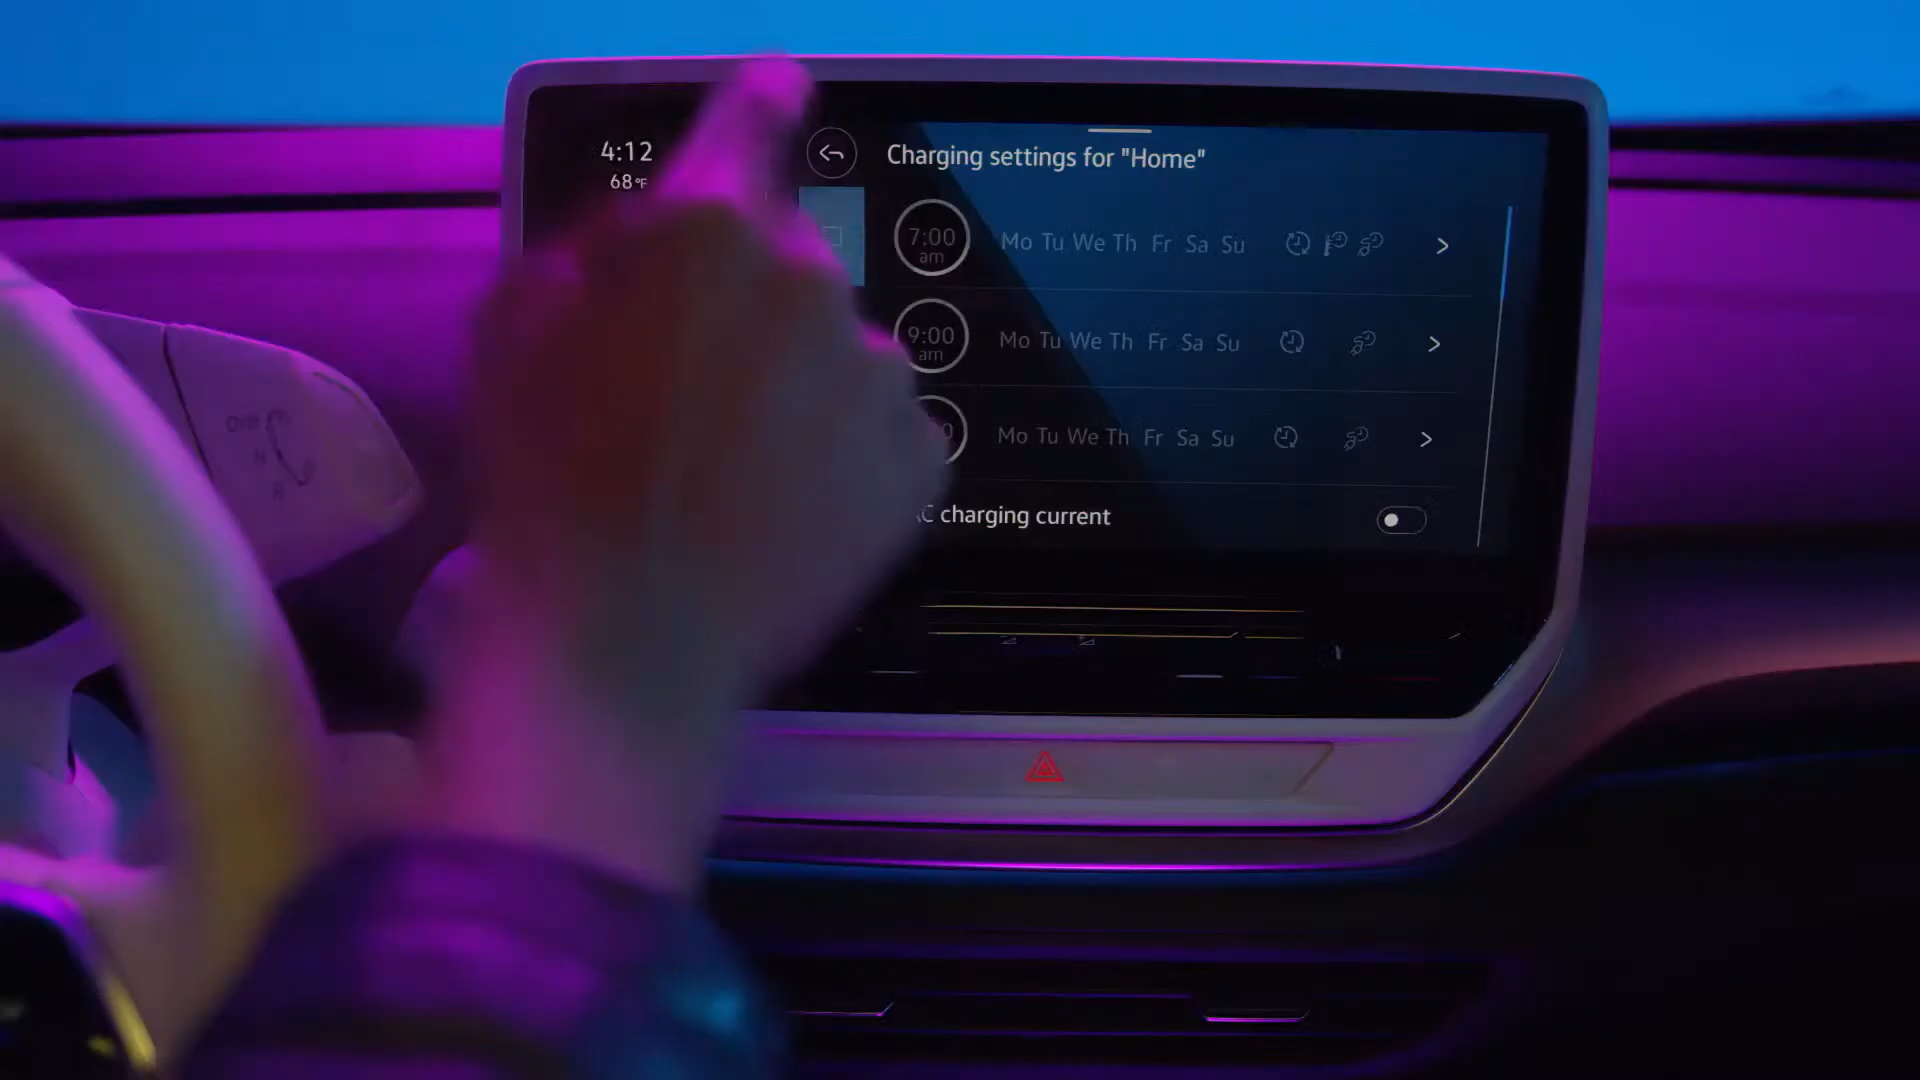 4:12
68°F
Charging settings for "Home"
7:00 am
Mo Tu We Th Fr Sa Su
9:00 am
Mo Tu We Th Fr Sa Su
Mo Tu We Th Fr Sa Su
charging current
R